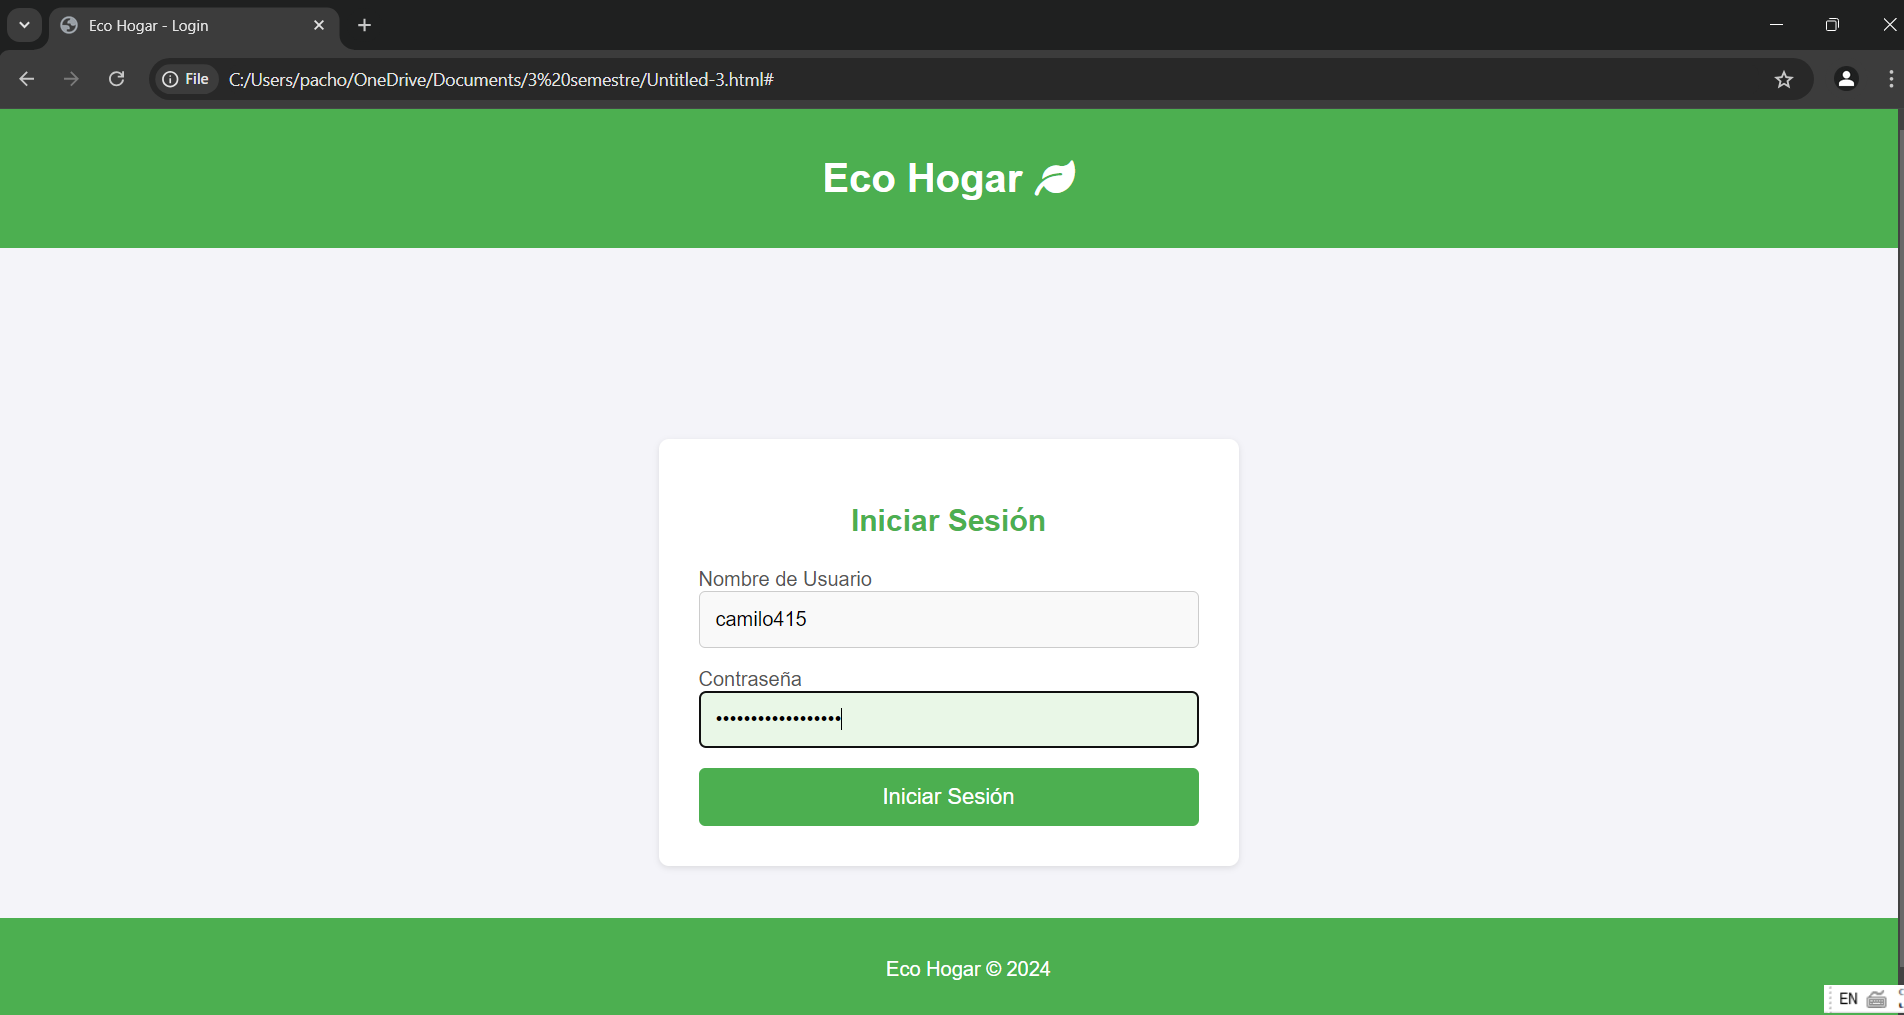 Eco Hogar - Login
File C:/Users/pacho/OneDrive/Documents/3%20semestre/Untitled-3.html#
Eco Hogar
Iniciar Sesión
Nombre de Usuario
camilo415
Contraseña
••••••••••••••••••
Iniciar Sesión
Eco Hogar © 2024
EN